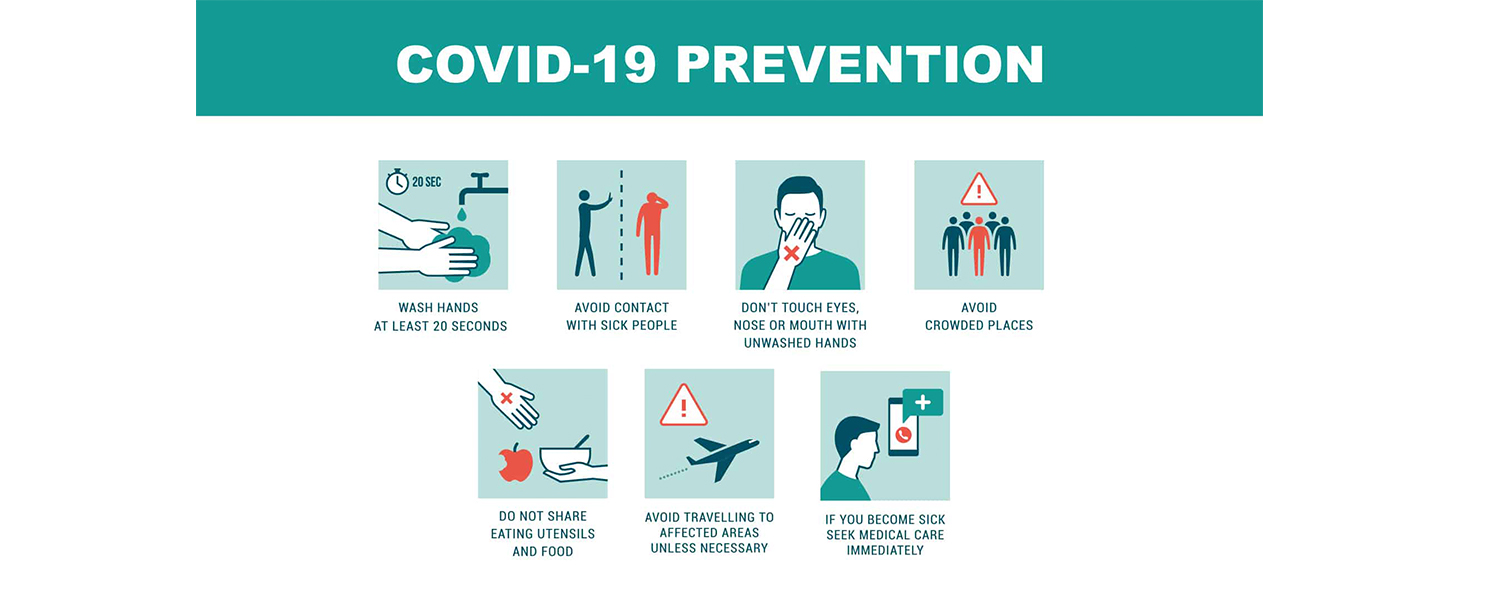 COVID-19 PREVENTION
20 SEC
WASH HANDS
AT LEAST 20 SECONDS
AVOID CONTACT
WITH SICK PEOPLE
DON'T TOUCH EYES,
NOSE OR MOUTH WITH
UNWASHED HANDS
AVOID
CROWDED PLACES
DO NOT SHARE
EATING UTENSILS
AND FOOD
AVOID TRAVELLING TO
AFFECTED AREAS
UNLESS NECESSARY
IF YOU BECOME SICK
SEEK MEDICAL CARE
IMMEDIATELY